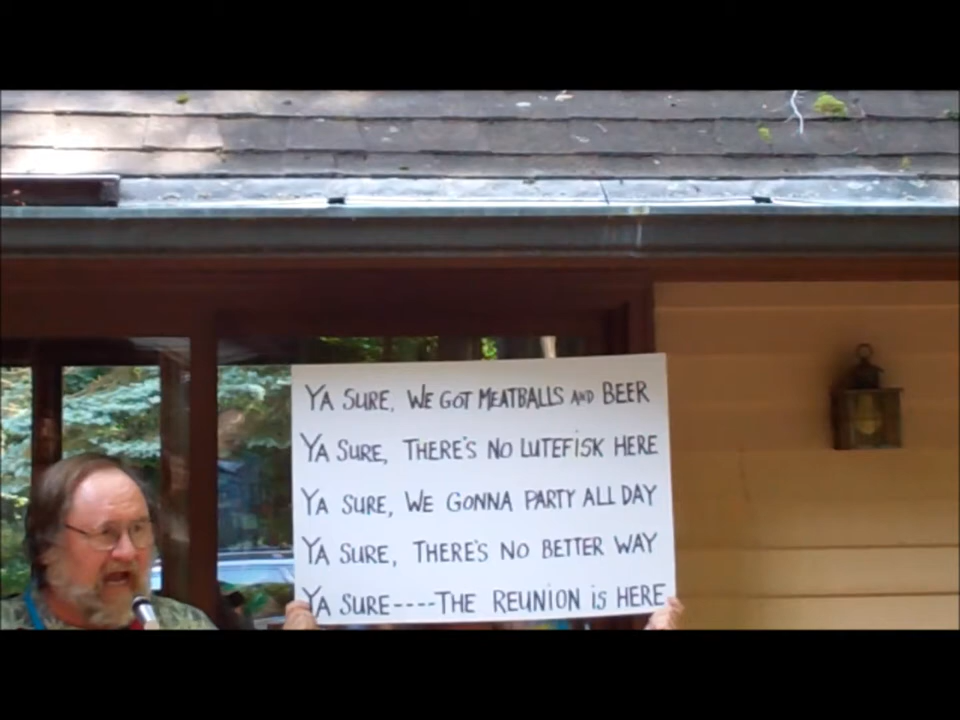 YA SURE, WE GOT MEATBALLS AND BEER
YA SURE, THERE'S NO LUTEFISK HERE
YA SURE, WE GONNA PARTY ALL DAY
YA SURE, THERE'S NO BETTER WAY
YA SURE----THE REUNION iS HERE